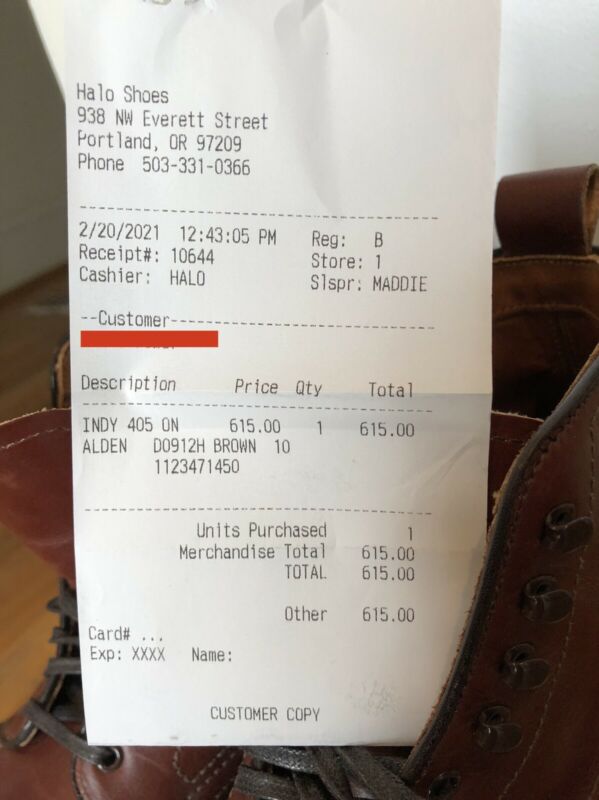 Halo Shoes
938 NW Everett Street
Portland, OR 97209
Phone 503-331-0366
2/20/2021 12:43:05 PM Reg: B
Receipt#: 10644 Store: 1
Cashier: HALO Slspr: MADDIE
--Customer--
Description Price Qty Total
INDY 405 ON 615.00 1 615.00
ALDEN D0912H BROWN 10
1123471450
Units Purchased 1
Merchandise Total 615.00
TOTAL 615.00
Other 615.00
Card# ...
Exp: XXXX Name:
CUSTOMER COPY